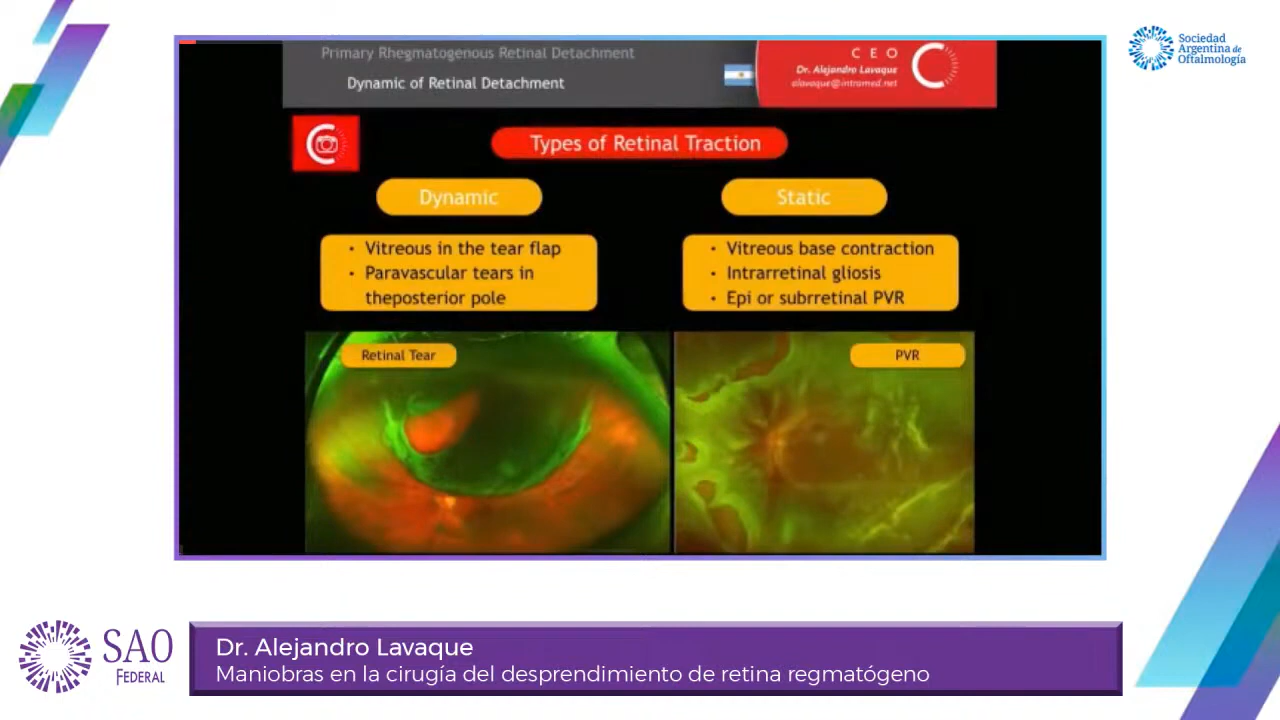 Primary Rhegmatogenous Retinal Detachment
Dynamic of Retinal Detachment
C E O
Dr. Alejandro Lavaque
alavaque@intramed.net
Sociedad
Argentina de
Oftalmología
Types of Retinal Traction
Dynamic
• Vitreous in the tear flap
• Paravascular tears in
theposterior pole
Static
• Vitreous base contraction
• Intrarretinal gliosis
• Epi or subrretinal PVR
Retinal Tear
PVR
SAO
FEDERAL
Dr. Alejandro Lavaque
Maniobras en la cirugía del desprendimiento de retina regmatógeno